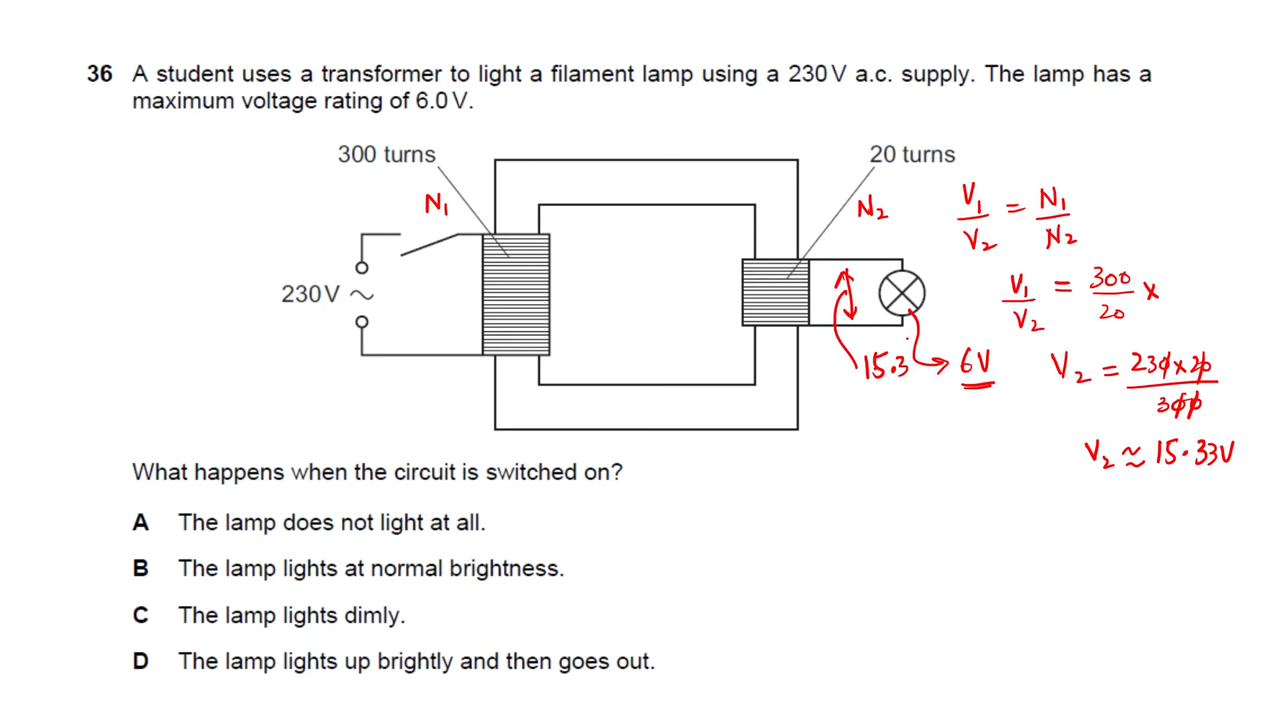 36 A student uses a transformer to light a filament lamp using a 230 V a.c. supply. The lamp has a
maximum voltage rating of 6.0 V.
300 turns
20 turns
N₁
N₂
V₁/V₂ = N₁/N₂
230 V ~
V₁/V₂ = 300/20 ×
15.3
6V
V₂ = 230×20/300
V₂ ≈ 15.33V
What happens when the circuit is switched on?
A The lamp does not light at all.
B The lamp lights at normal brightness.
C The lamp lights dimly.
D The lamp lights up brightly and then goes out.